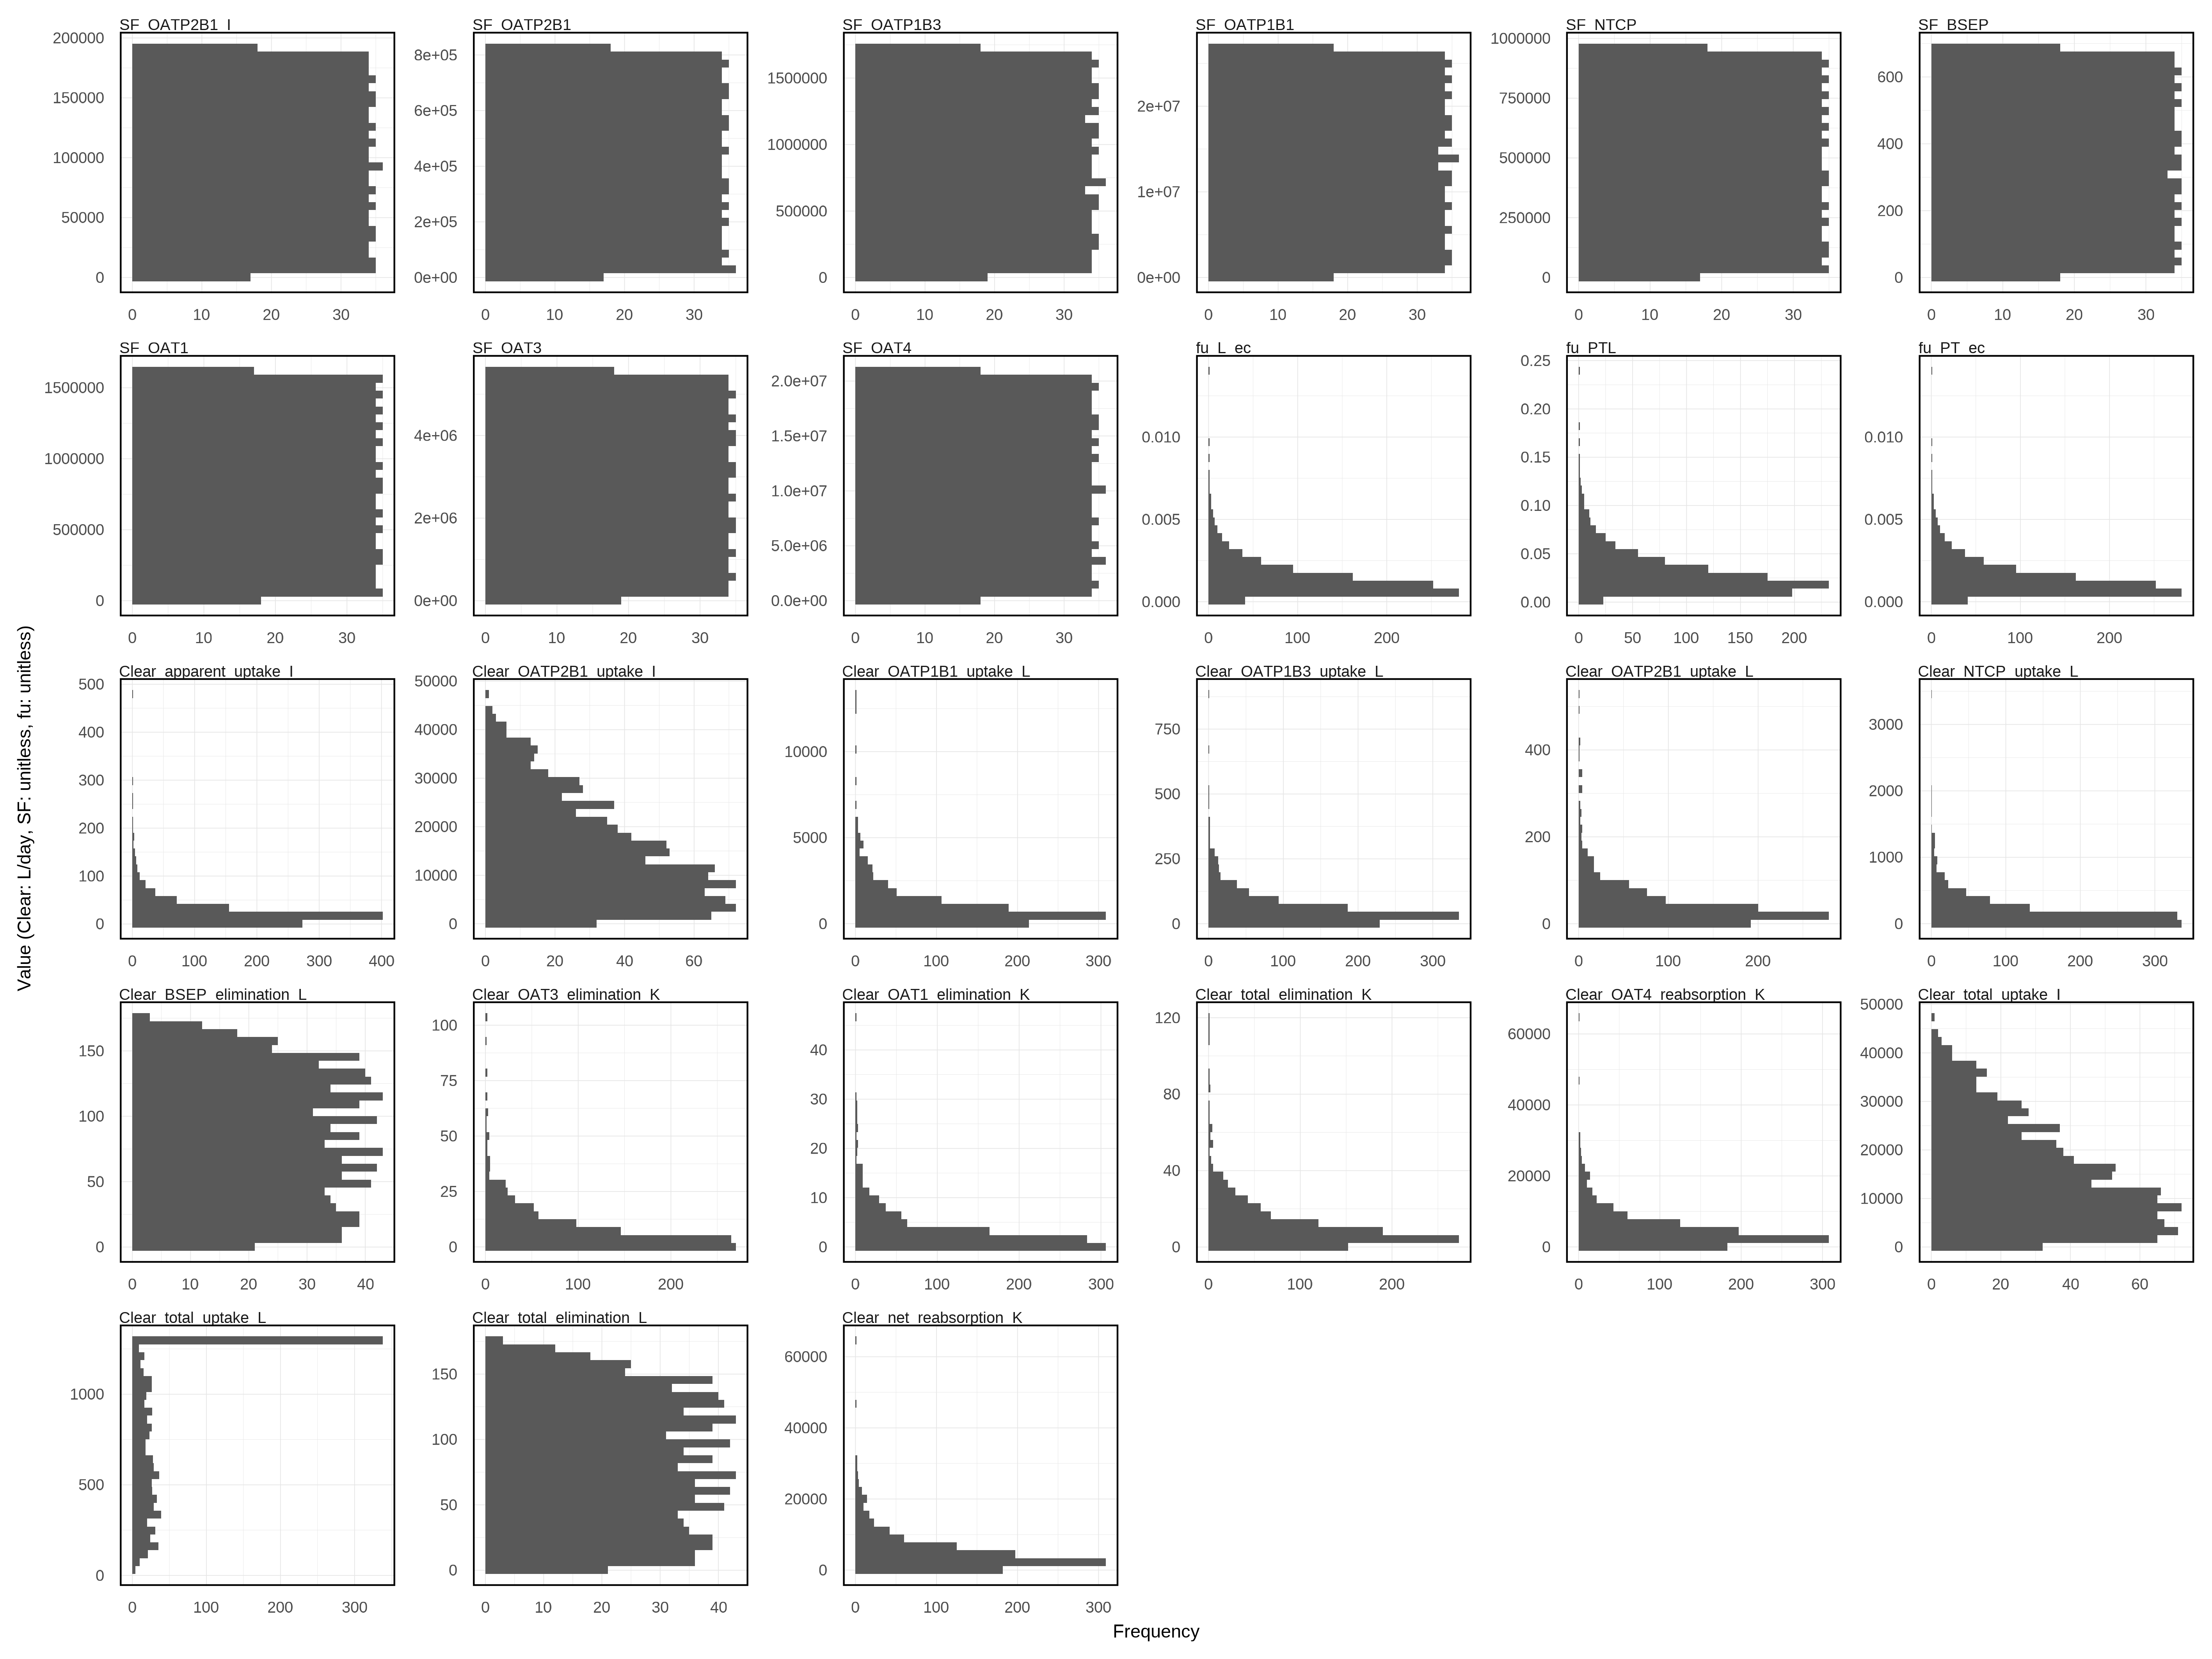 SF_OATP2B1_I SF_OATP2B1 SF_OATP1B3 SF_OATP1B1 SF_NTCP SF_BSEP
200000 150000 100000 50000 0
8e+05 6e+05 4e+05 2e+05 0e+00
1500000 1000000 500000 0
2e+07 1e+07 0e+00
1000000 750000 500000 250000 0
600 400 200 0
0 10 20 30 0 10 20 30 0 10 20 30 0 10 20 30 0 10 20 30 0 10 20 30
SF_OAT1 SF_OAT3 SF_OAT4 fu_L_ec fu_PTL fu_PT_ec
1500000 1000000 500000 0
4e+06 2e+06 0e+00
2.0e+07 1.5e+07 1.0e+07 5.0e+06 0.0e+00
0.010 0.005 0.000
0.25 0.20 0.15 0.10 0.05 0.00
0.010 0.005 0.000
0 10 20 30 0 10 20 30 0 10 20 30 0 100 200 0 50 100 150 200 0 100 200
Clear_apparent_uptake_I Clear_OATP2B1_uptake_I Clear_OATP1B1_uptake_L Clear_OATP1B3_uptake_L Clear_OATP2B1_uptake_L Clear_NTCP_uptake_L
500 400 300 200 100 0
50000 40000 30000 20000 10000 0
10000 5000 0
750 500 250 0
400 200 0
3000 2000 1000 0
0 100 200 300 400 0 20 40 60 0 100 200 300 0 100 200 300 0 100 200 0 100 200 300
Value (Clear: L/day, SF: unitless, fu: unitless)
Clear_BSEP_elimination_L Clear_OAT3_elimination_K Clear_OAT1_elimination_K Clear_total_elimination_K Clear_OAT4_reabsorption_K Clear_total_uptake_I
150 100 50 0
100 75 50 25 0
40 30 20 10 0
120 80 40 0
60000 40000 20000 0
50000 40000 30000 20000 10000 0
0 10 20 30 40 0 100 200 0 100 200 300 0 100 200 0 100 200 300 0 20 40 60
Clear_total_uptake_L Clear_total_elimination_L Clear_net_reabsorption_K
1000 500 0
150 100 50 0
60000 40000 20000 0
0 100 200 300 0 10 20 30 40 0 100 200 300
Frequency